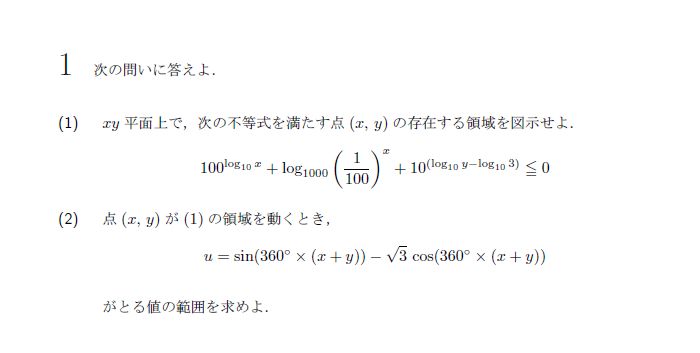 1 次の問いに答えよ.
(1) xy 平面上で,次の不等式を満たす点 (x, y) の存在する領域を図示せよ.
$100^{\log_{10} x} + \log_{1000} \left( \frac{1}{100} \right)^x + 10^{(\log_{10} y - \log_{10} 3)} \leqq 0$
(2) 点 (x, y) が (1) の領域を動くとき,
$u = \sin(360^\circ \times (x + y)) - \sqrt{3} \cos(360^\circ \times (x + y))$
がとる値の範囲を求めよ.